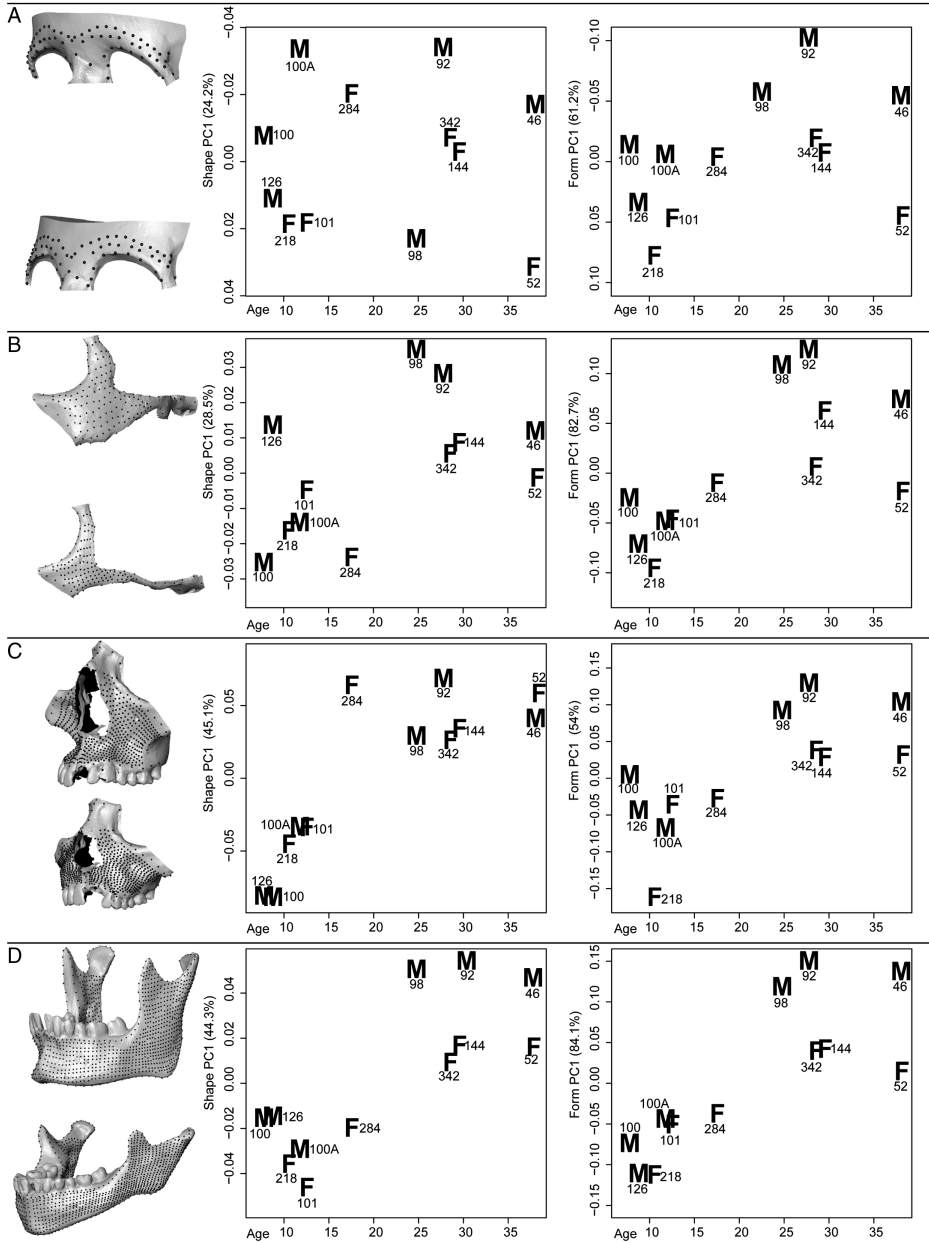 A
Shape PC1 (24.2%)
−0.04
−0.02
0.00
0.02
0.04
M
100A
M
92
F
284
M
46
M
100
342
F
F
144
126
M
F
218
F
101
M
98
F
52
Age 10 15 20 25 30 35
Form PC1 (61.2%)
−0.10
−0.05
0.00
0.05
0.10
M
92
M
98
M
46
M
100
M
100A
F
284
F
342
F
144
M
126
F
101
F
52
F
218
Age 10 15 20 25 30 35
B
Shape PC1 (28.5%)
0.03
0.02
0.01
0.00
−0.01
−0.02
−0.03
M
98
M
92
M
126
M
46
F
144
F
342
F
52
F
101
M
100A
F
218
M
100
F
284
Age 10 15 20 25 30 35
Form PC1 (82.7%)
0.10
0.05
0.00
−0.05
−0.10
M
92
M
98
M
46
F
144
F
342
F
284
F
52
M
100
M
100A
F
101
M
126
F
218
Age 10 15 20 25 30 35
C
Shape PC1 (45.1%)
0.05
0.00
−0.05
F
284
M
92
52
F
M
46
M
98
F
342
F
144
100A
M
F
101
F
218
126
M
M
100
Age 10 15 20 25 30 35
Form PC1 (54%)
0.15
0.10
0.05
0.00
−0.05
−0.10
−0.15
M
92
M
98
M
46
F
342
F
144
F
52
M
100
101
F
F
284
M
126
M
100A
F
218
Age 10 15 20 25 30 35
D
Shape PC1 (44.3%)
0.04
0.02
0.00
−0.02
−0.04
M
98
M
92
M
46
F
144
F
342
F
52
M
100
M
126
F
284
M
100A
F
218
F
101
Age 10 15 20 25 30 35
Form PC1 (84.1%)
0.15
0.10
0.05
0.00
−0.05
−0.10
−0.15
M
92
M
98
M
46
F
342
F
144
F
52
100A
M
F
101
F
284
100
M
M
126
F
218
Age 10 15 20 25 30 35